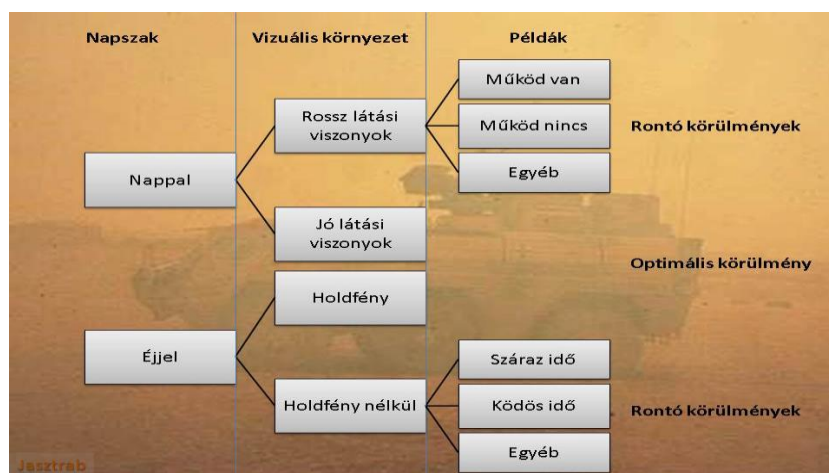 Napszak
Vizuális környezet
Példák
Nappal
Rossz látási
viszonyok
Működ van
Működ nincs
Egyéb
Rontó körülmények
Jó látási
viszonyok
Optimális körülmény
Éjjel
Holdfény
Holdfény nélkül
Száraz idő
Ködös idő
Egyéb
Rontó körülmények
Jasztrab